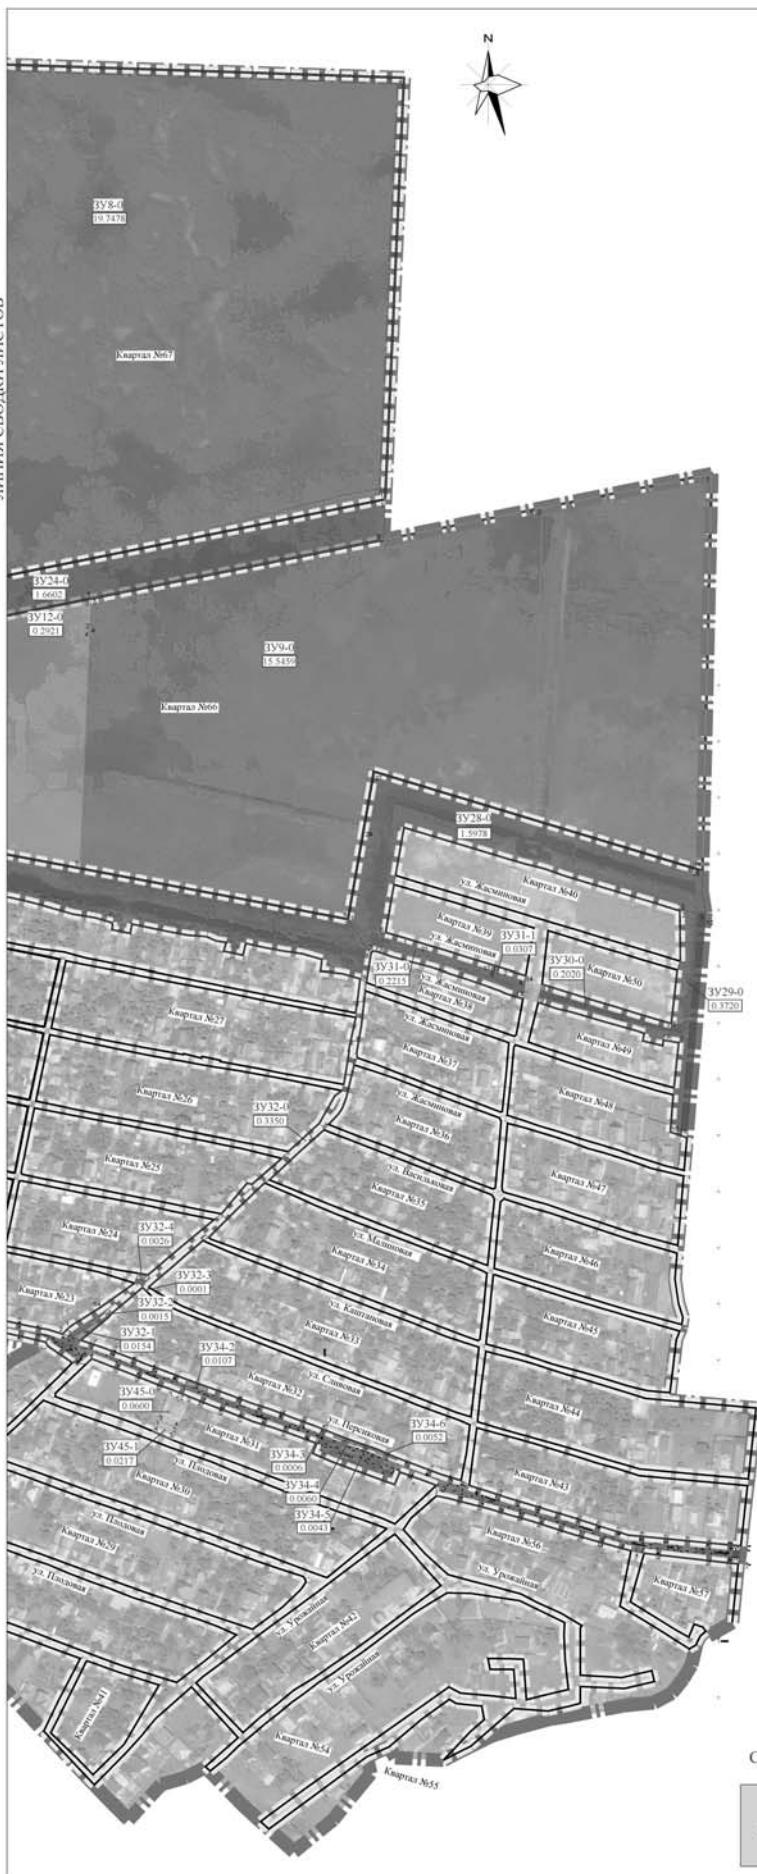 N
ЗУ8-0
19.7478
ЛИНИЯ СВОДКИ ЛИСТОВ
Квартал №67
ЗУ24-0
1.6602
ЗУ12-0
0.2921
ЗУ9-0
15.5459
Квартал №66
ЗУ28-0
1.5978
ул. Жасминовая
Квартал №40
Квартал №39
ул. Жасминовая
ЗУ31-1
0.0307
ЗУ30-0
0.2020
Квартал №50
ЗУ31-0
0.2215
ул. Жасминовая
Квартал №38
ЗУ29-0
0.3720
Квартал №27
ул. Жасминовая
Квартал №49
Квартал №37
Квартал №26
Квартал №48
ул. Жасминовая
ЗУ32-0
0.3350
Квартал №36
Квартал №25
ул. Васильковая
Квартал №47
Квартал №35
Квартал №24
ЗУ32-4
0.0026
ул. Малиновая
Квартал №34
Квартал №46
ЗУ32-3
0.0001
Квартал №23
ЗУ32-2
0.0015
ул. Каштановая
Квартал №33
Квартал №45
ЗУ32-1
0.0154
ЗУ34-2
0.0107
ул. Сливовая
Квартал №32
ЗУ45-0
0.0600
Квартал №44
ул. Персиковая
ЗУ34-6
0.0052
Квартал №31
ЗУ45-1
0.0217
ул. Плодовая
ЗУ34-3
0.0006
Квартал №30
ЗУ34-4
0.0060
Квартал №43
ЗУ34-5
0.0043
ул. Плодовая
Квартал №29
Квартал №56
ул. Плодовая
ул. Урожайная
Квартал №57
ул. Урожайная
Квартал №42
ул. Урожайная
Квартал №41
Квартал №54
Квартал №55
С